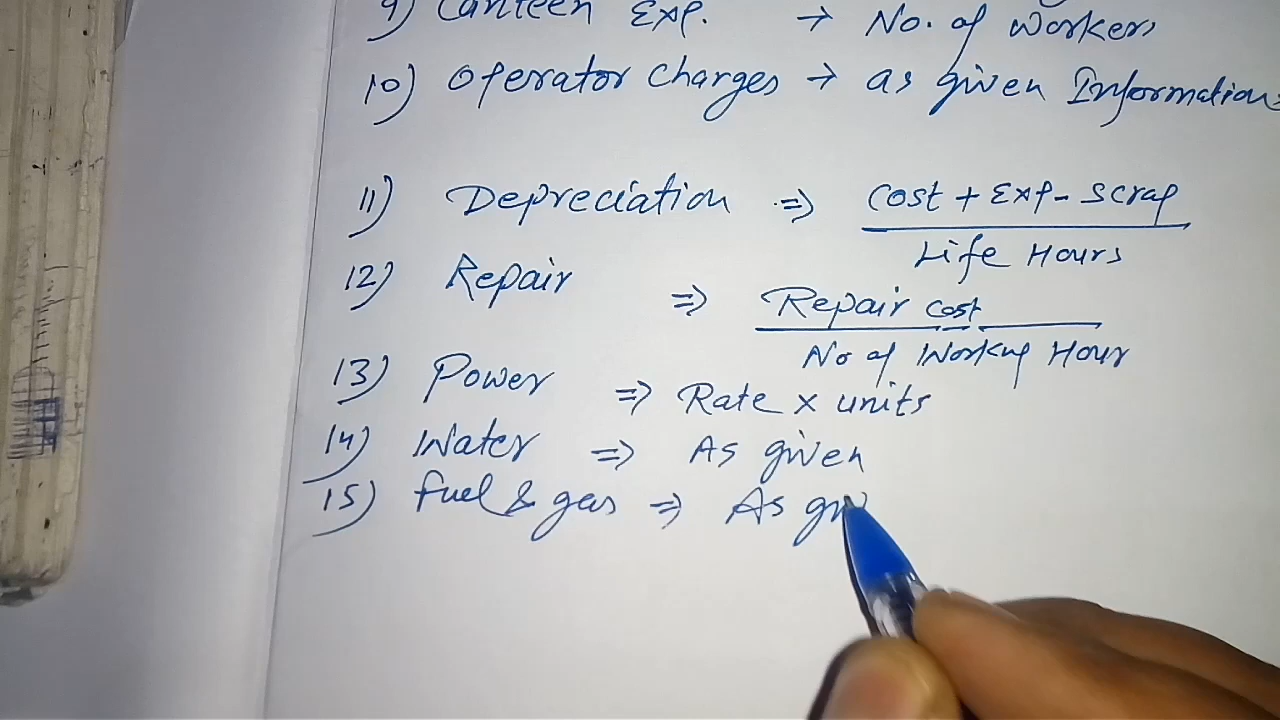 9) Canteen Exp. → No. of Workers
10) Operator Charges → as given Information
11) Depreciation ⇒ Cost + Exp - Scrap
Life Hours
12) Repair ⇒ Repair Cost
No of Working Hour
13) Power ⇒ Rate × units
14) Water ⇒ As given
15) Fuel & gas ⇒ As giv